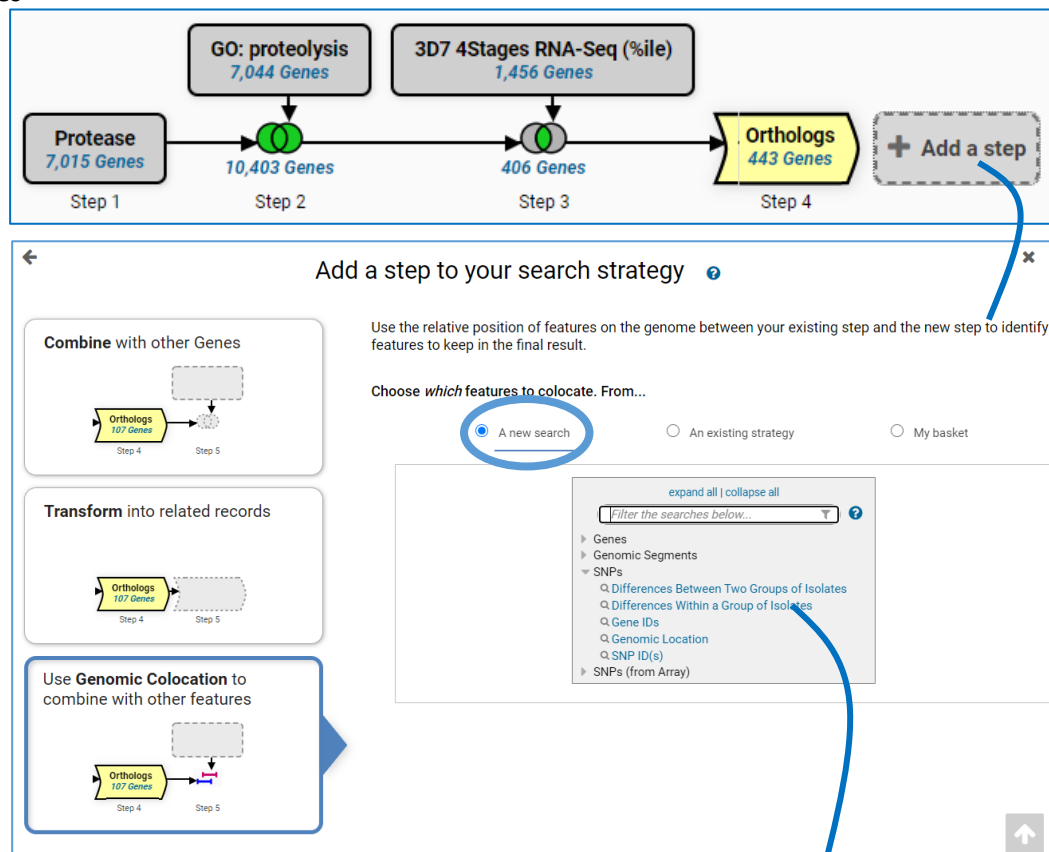 GO: proteolysis
7,044 Genes
3D7 4Stages RNA-Seq (%ile)
1,456 Genes
Protease
7,015 Genes
10,403 Genes
406 Genes
Orthologs
443 Genes
+ Add a step
Step 1
Step 2
Step 3
Step 4
Add a step to your search strategy ?
Combine with other Genes
Orthologs
107 Genes
Step 4
Step 5
Transform into related records
Orthologs
107 Genes
Step 4
Step 5
Use Genomic Colocation to
combine with other features
Orthologs
107 Genes
Step 4
Step 5
Use the relative position of features on the genome between your existing step and the new step to identify
features to keep in the final result.
Choose which features to colocate. From...
A new search
An existing strategy
My basket
expand all | collapse all
Filter the searches below...
?
Genes
Genomic Segments
SNPs
Differences Between Two Groups of Isolates
Differences Within a Group of Isolates
Gene IDs
Genomic Location
SNP ID(s)
SNPs (from Array)